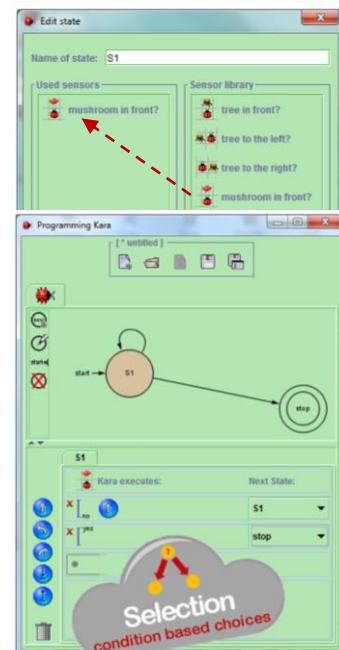 Edit state
Name of state: S1
Used sensors
Sensor library
mushroom in front?
tree in front?
tree to the left?
tree to the right?
mushroom in front?
Programming Kara
[ * untitled ]
start
start
S1
stop
S1
Kara executes:
Next State:
no
S1
yes
stop
?
Selection
condition based choices